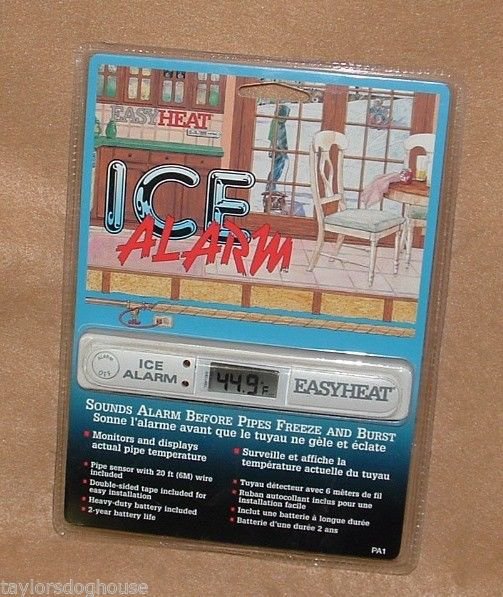 EASYHEAT
ICE
ALARM
ICE
ALARM
44.9°F
EASYHEAT
SOUNDS ALARM BEFORE PIPES FREEZE AND BURST
Sonne l'alarme avant que le tuyau ne gèle et éclate
Monitors and displays
actual pipe temperature
Pipe sensor with 20 ft (6M) wire
included
Double-sided tape included for
easy installation
Heavy-duty battery included
2-year battery life
Surveille et affiche la
température actuelle du tuyau
Tuyau détecteur avec 6 méters de fil
Ruban autocollant inclus pour une
installation facile
Inclut une batterie à longue durée
Batterie d'une durée 2 ans
PA1
taylorsdoghouse